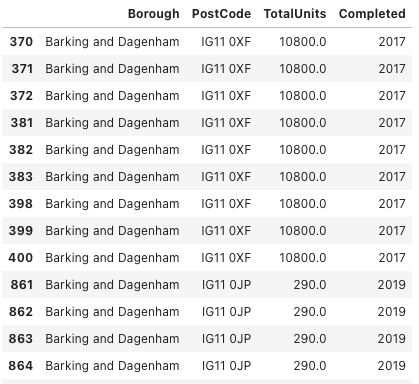 Borough PostCode TotalUnits Completed
370 Barking and Dagenham IG11 0XF 10800.0 2017
371 Barking and Dagenham IG11 0XF 10800.0 2017
372 Barking and Dagenham IG11 0XF 10800.0 2017
381 Barking and Dagenham IG11 0XF 10800.0 2017
382 Barking and Dagenham IG11 0XF 10800.0 2017
383 Barking and Dagenham IG11 0XF 10800.0 2017
398 Barking and Dagenham IG11 0XF 10800.0 2017
399 Barking and Dagenham IG11 0XF 10800.0 2017
400 Barking and Dagenham IG11 0XF 10800.0 2017
861 Barking and Dagenham IG11 0JP 290.0 2019
862 Barking and Dagenham IG11 0JP 290.0 2019
863 Barking and Dagenham IG11 0JP 290.0 2019
864 Barking and Dagenham IG11 0JP 290.0 2019